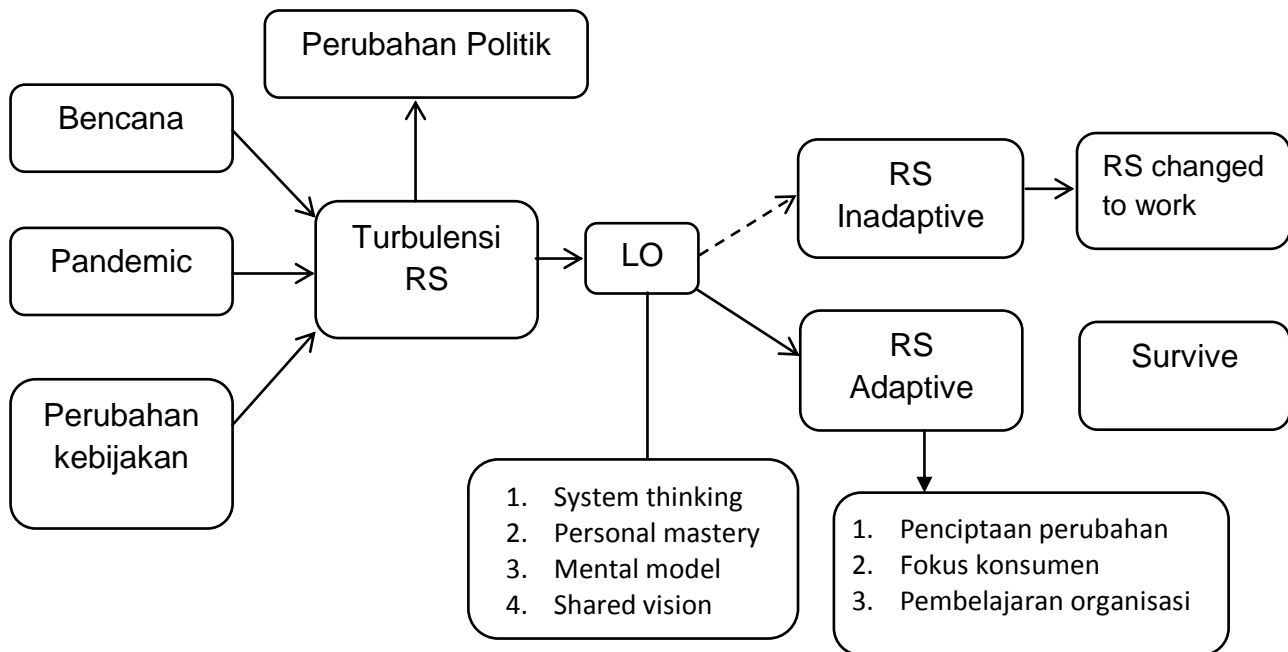 Perubahan Politik
Bencana
Pandemic
Perubahan
kebijakan
Turbulensi
RS
LO
RS
Inadaptive
RS changed
to work
RS
Adaptive
Survive
1. System thinking
2. Personal mastery
3. Mental model
4. Shared vision
1. Penciptaan perubahan
2. Fokus konsumen
3. Pembelajaran organisasi